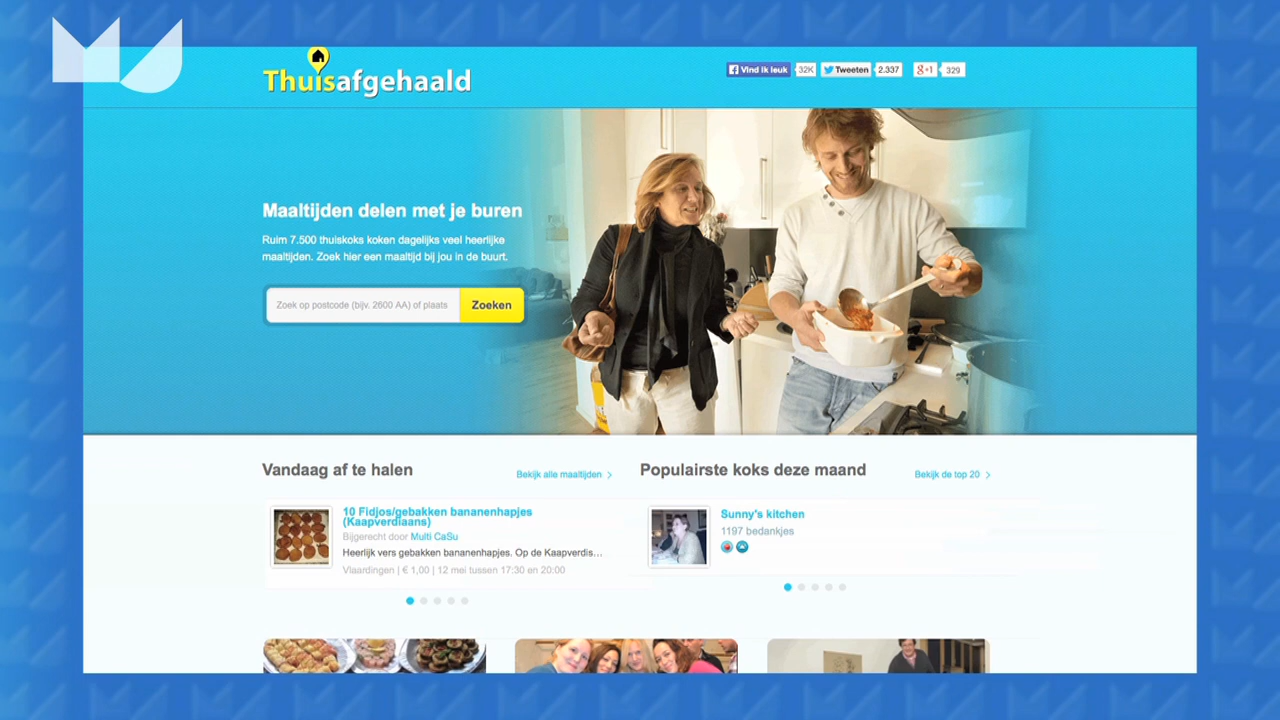 Thuisafgehaald
Vind ik leuk 32K Tweeten 2.337 g+1 329
Maaltijden delen met je buren
Ruim 7.500 thuiskoks koken dagelijks veel heerlijke
maaltijden. Zoek hier een maaltijd bij jou in de buurt.
Zoek op postcode (bijv. 2600 AA) of plaats Zoeken
Vandaag af te halen
Bekijk alle maaltijden >
10 Fidjos/gebakken bananenhapjes
(Kaapverdiaans)
Bijgerecht door Multi CaSu
Heerlijk vers gebakken bananenhapjes. Op de Kaapverdis...
Vlaardingen | € 1,00 | 12 mei tussen 17:30 en 20:00
Populairste koks deze maand
Bekijk de top 20 >
Sunny's kitchen
1197 bedankjes